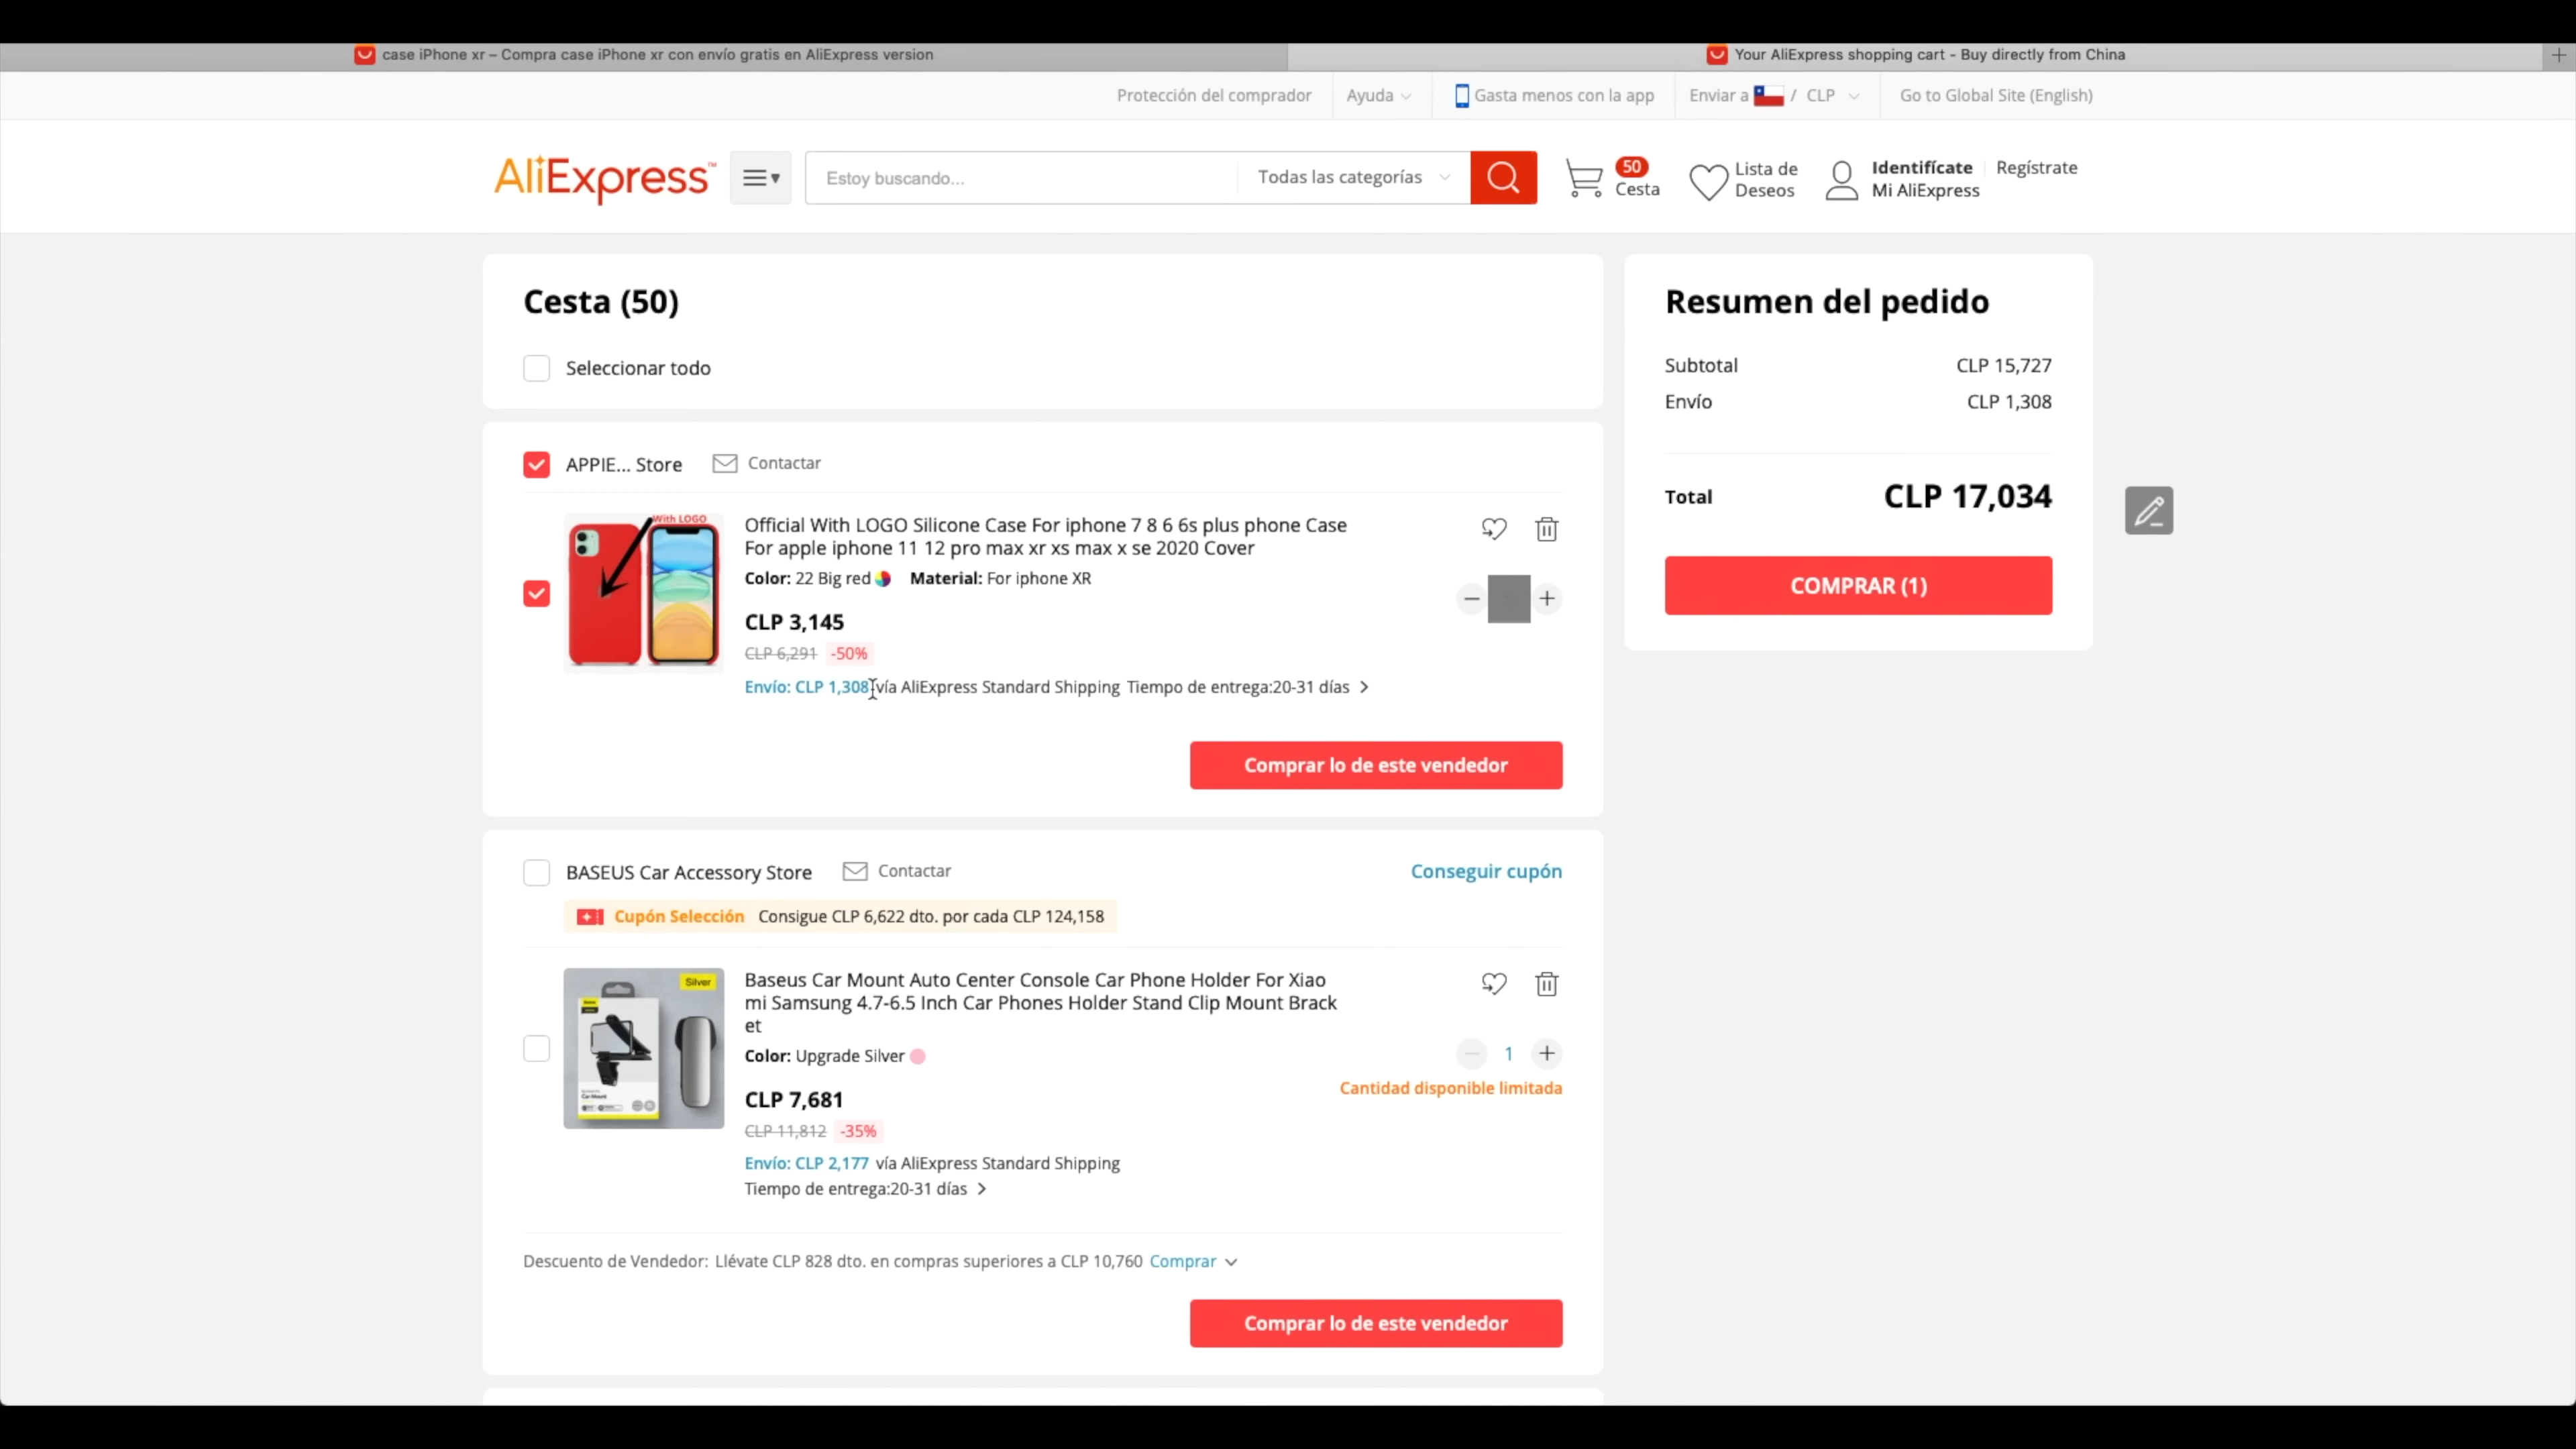 case iPhone xr – Compra case iPhone xr con envío gratis en AliExpress version
Your AliExpress shopping cart - Buy directly from China
Protección del comprador
Ayuda
Gasta menos con la app
Enviar a / CLP
Go to Global Site (English)
AliExpress™
Estoy buscando...
Todas las categorías
50
Cesta
Lista de
Deseos
Identifícate
Regístrate
Mi AliExpress
Cesta (50)
Seleccionar todo
Resumen del pedido
Subtotal CLP 15,727
Envío CLP 1,308
Total CLP 17,034
COMPRAR (1)
APPIE... Store
Contactar
With LOGO
Official With LOGO Silicone Case For iphone 7 8 6 6s plus phone Case
For apple iphone 11 12 pro max xr xs max x se 2020 Cover
Color: 22 Big red Material: For iphone XR
CLP 3,145
CLP 6,291 -50%
Envío: CLP 1,308 vía AliExpress Standard Shipping Tiempo de entrega:20-31 días
Comprar lo de este vendedor
BASEUS Car Accessory Store
Contactar
Conseguir cupón
Cupón Selección Consigue CLP 6,622 dto. por cada CLP 124,158
Silver
Baseus Car Mount Auto Center Console Car Phone Holder For Xiao
mi Samsung 4.7-6.5 Inch Car Phones Holder Stand Clip Mount Brack
et
Color: Upgrade Silver
1
Cantidad disponible limitada
CLP 7,681
CLP 11,812 -35%
Envío: CLP 2,177 vía AliExpress Standard Shipping
Tiempo de entrega:20-31 días
Descuento de Vendedor: Llévate CLP 828 dto. en compras superiores a CLP 10,760 Comprar
Comprar lo de este vendedor